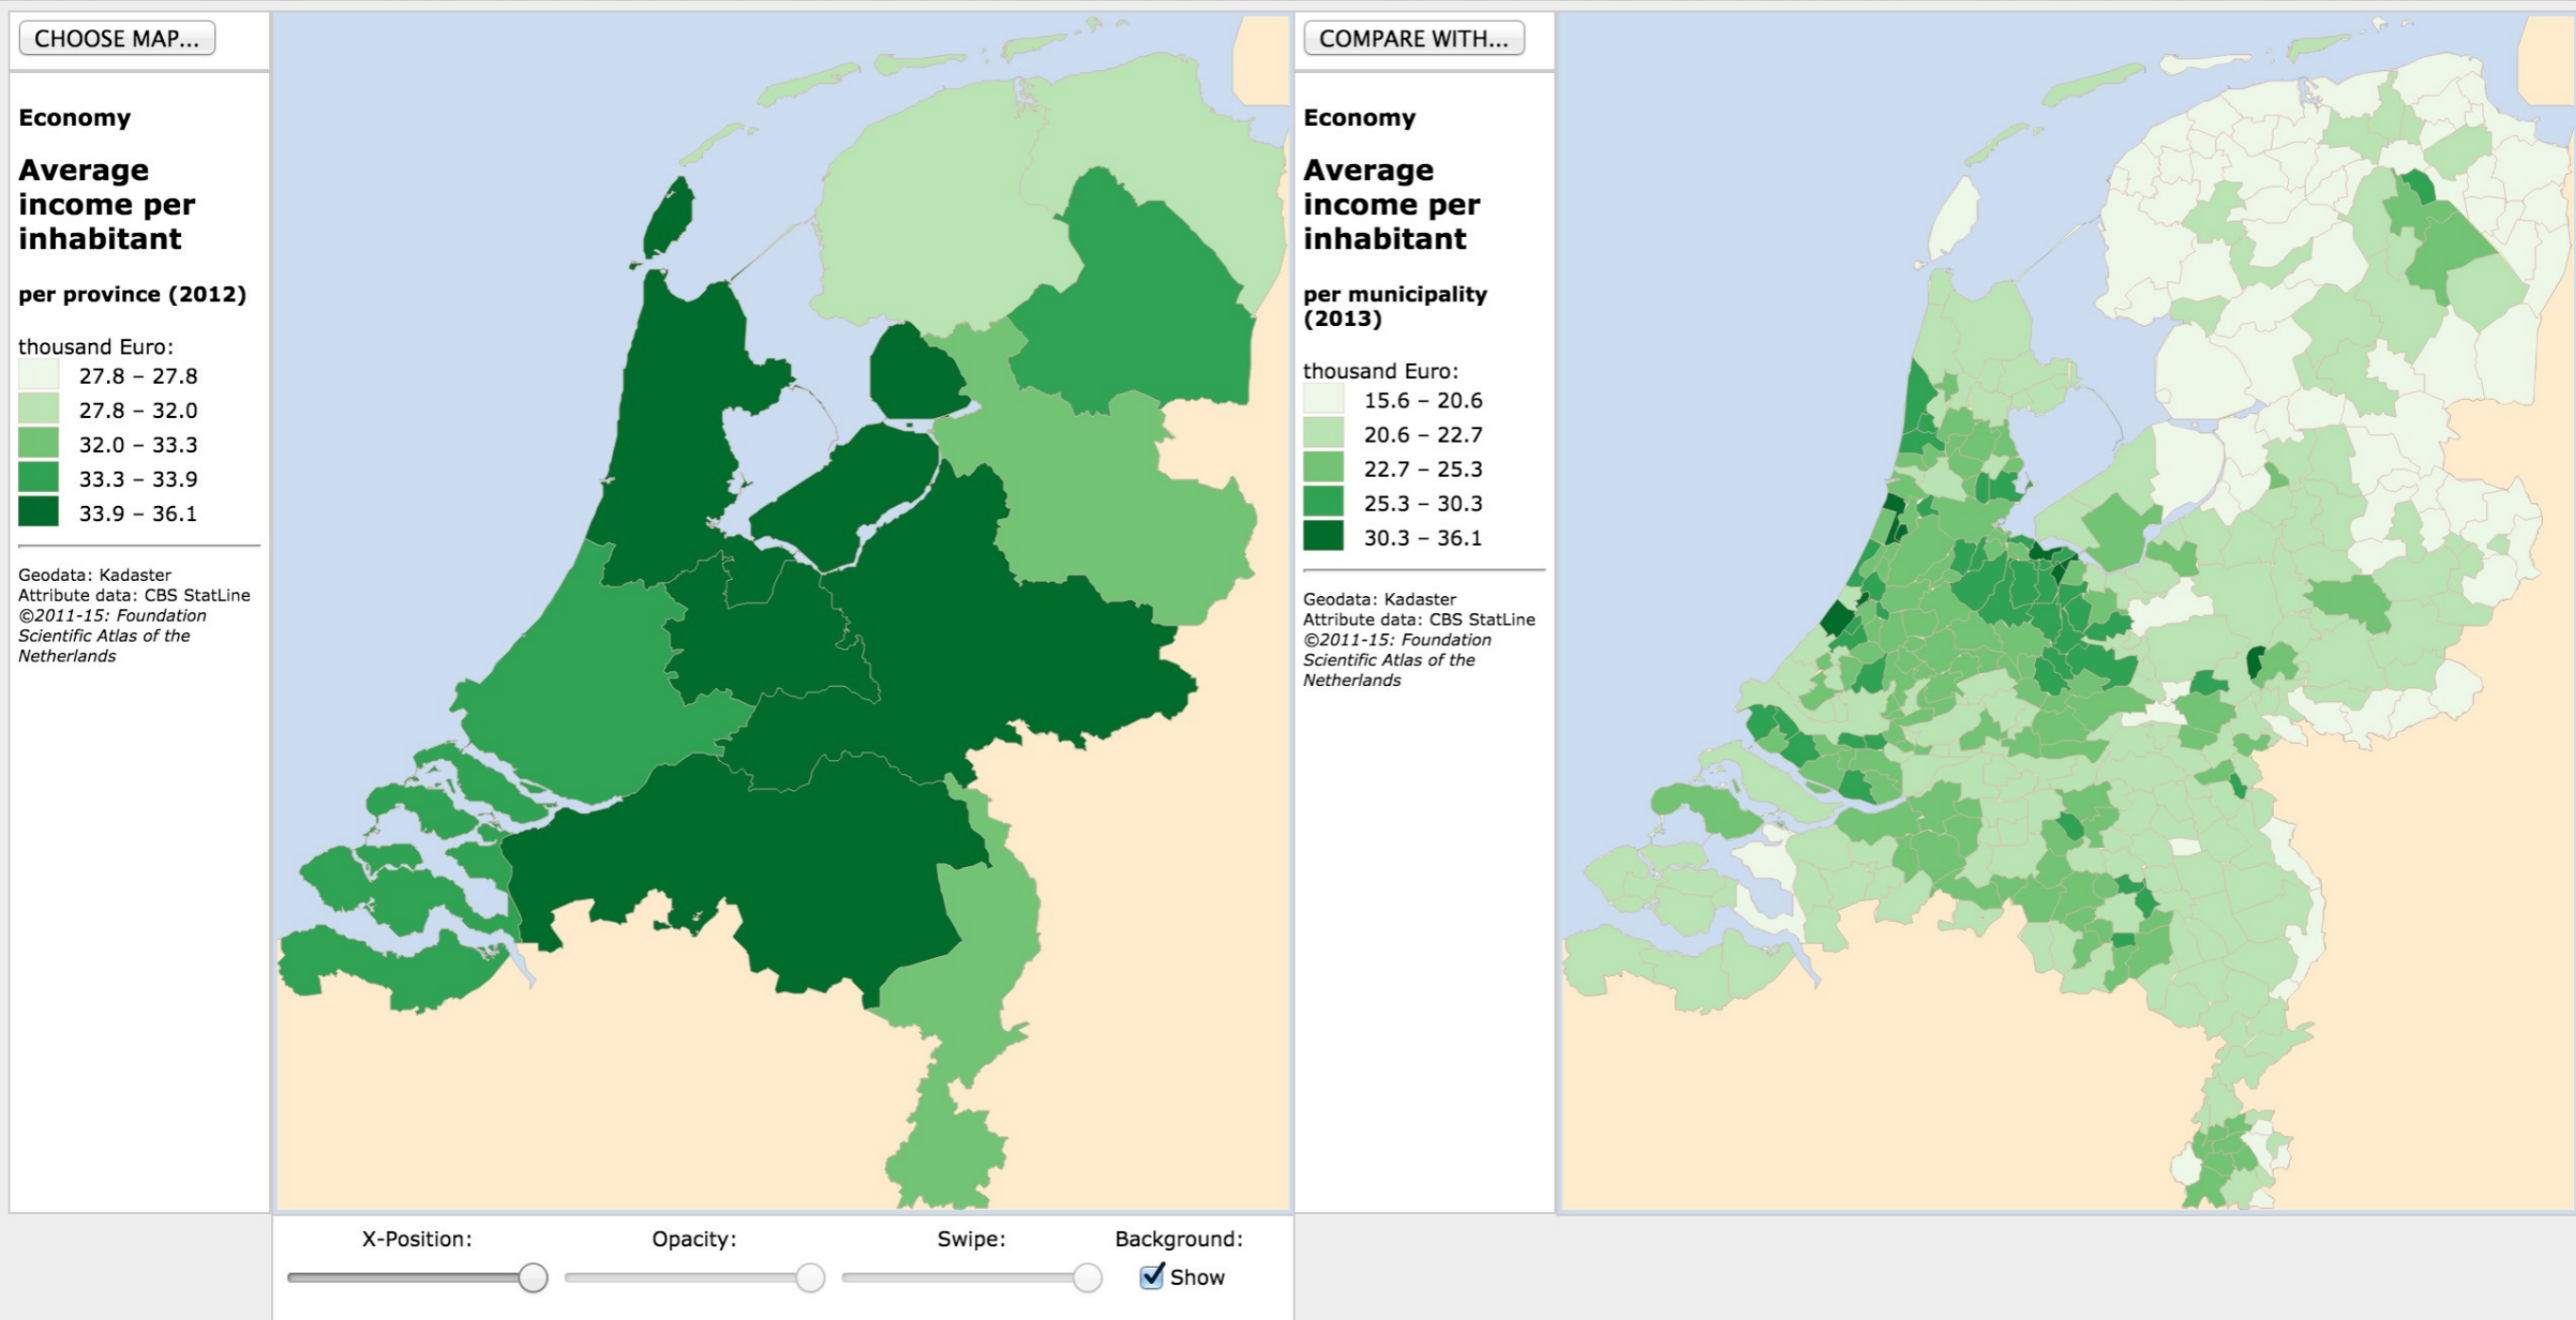 CHOOSE MAP...
Economy
Average
income per
inhabitant
per province (2012)
thousand Euro:
27.8 – 27.8
27.8 – 32.0
32.0 – 33.3
33.3 – 33.9
33.9 – 36.1
Geodata: Kadaster
Attribute data: CBS StatLine
©2011-15: Foundation
Scientific Atlas of the
Netherlands
X-Position:
Opacity:
Swipe:
Background:
Show
COMPARE WITH...
Economy
Average
income per
inhabitant
per municipality
(2013)
thousand Euro:
15.6 – 20.6
20.6 – 22.7
22.7 – 25.3
25.3 – 30.3
30.3 – 36.1
Geodata: Kadaster
Attribute data: CBS StatLine
©2011-15: Foundation
Scientific Atlas of the
Netherlands